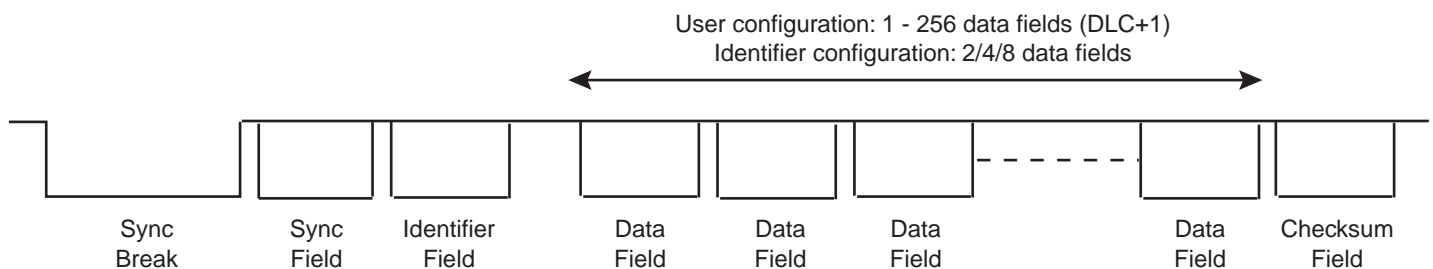 User configuration: 1 - 256 data fields (DLC+1)
Identifier configuration: 2/4/8 data fields
Sync
Break
Sync
Field
Identifier
Field
Data
Field
Data
Field
Data
Field
Data
Field
Checksum
Field